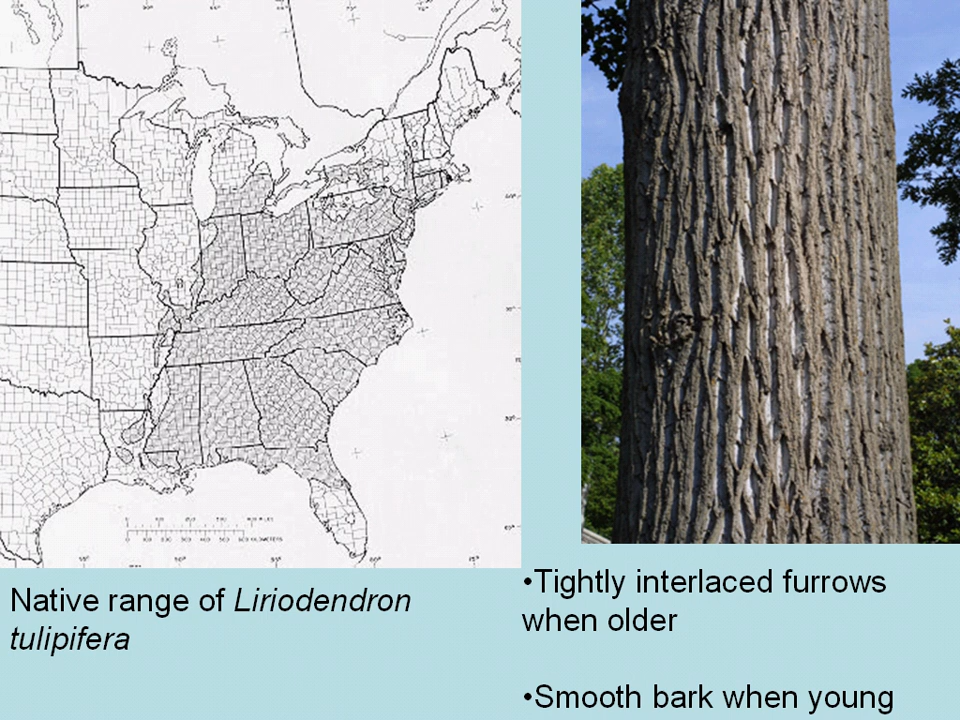 Native range of Liriodendron
tulipifera
•Tightly interlaced furrows
when older
•Smooth bark when young